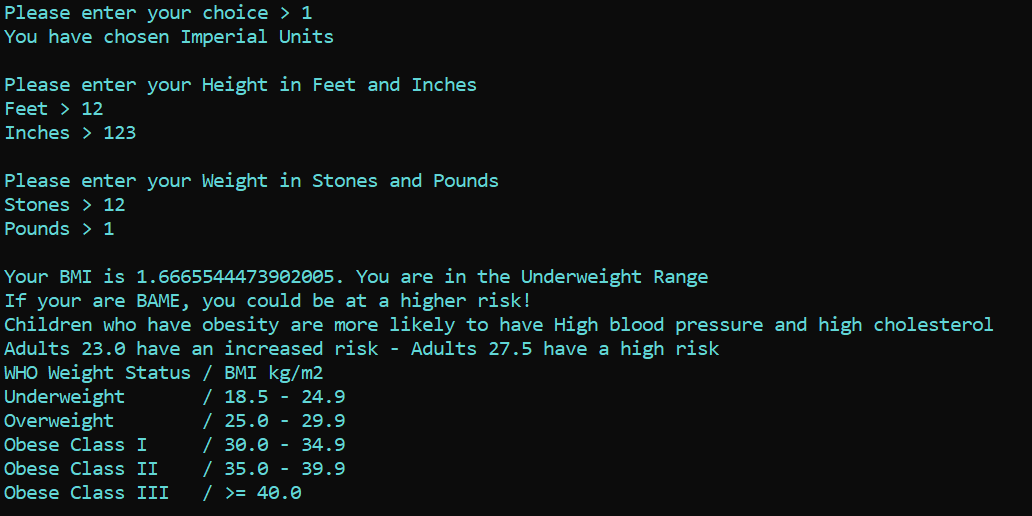 Please enter your choice > 1
You have chosen Imperial Units
Please enter your Height in Feet and Inches
Feet > 12
Inches > 123
Please enter your Weight in Stones and Pounds
Stones > 12
Pounds > 1
Your BMI is 1.6665544473902005. You are in the Underweight Range
If your are BAME, you could be at a higher risk!
Children who have obesity are more likely to have High blood pressure and high cholesterol
Adults 23.0 have an increased risk - Adults 27.5 have a high risk
WHO Weight Status / BMI kg/m2
Underweight       / 18.5 - 24.9
Overweight        / 25.0 - 29.9
Obese Class I     / 30.0 - 34.9
Obese Class II    / 35.0 - 39.9
Obese Class III   / >= 40.0